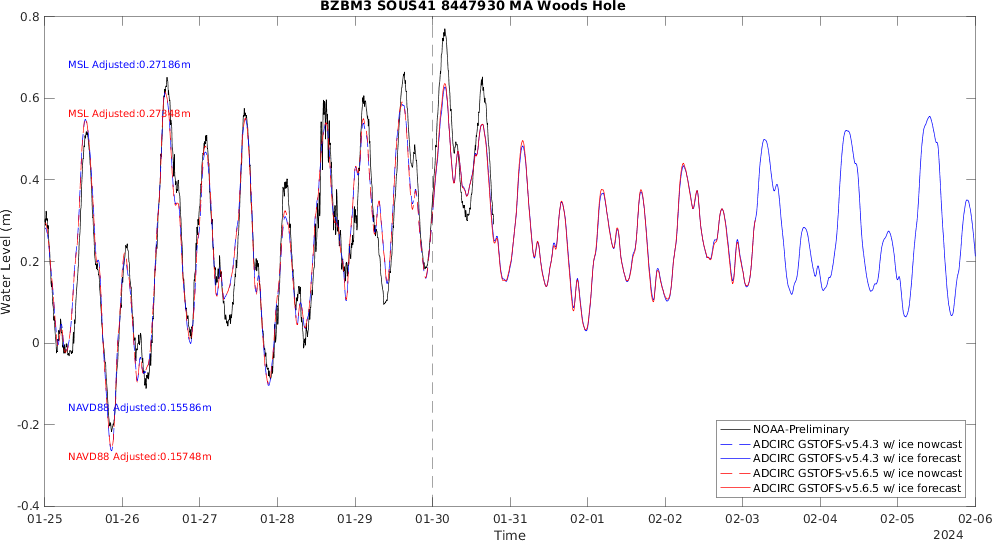 BZBM3 SOUS41 8447930 MA Woods Hole
Water Level (m)
0.8
0.6
0.4
0.2
0
-0.2
-0.4
MSL Adjusted:0.27186m
MSL Adjusted:0.27348m
NAVD88 Adjusted:0.15586m
NAVD88 Adjusted:0.15748m
NOAA-Preliminary
ADCIRC GSTOFS-v5.4.3 w/ ice nowcast
ADCIRC GSTOFS-v5.4.3 w/ ice forecast
ADCIRC GSTOFS-v5.6.5 w/ ice nowcast
ADCIRC GSTOFS-v5.6.5 w/ ice forecast
01-25 01-26 01-27 01-28 01-29 01-30 01-31 02-01 02-02 02-03 02-04 02-05 02-06
Time
2024